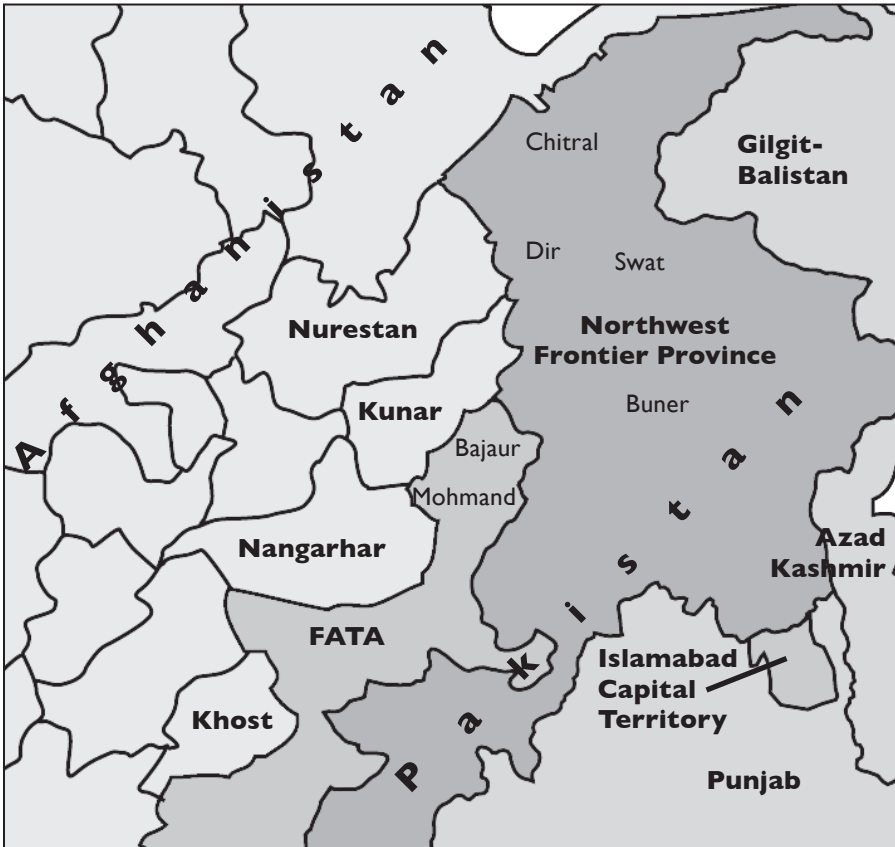 Afghanistan
Chitral
Gilgit-
Balistan
Dir
Swat
Nurestan
Northwest
Frontier Province
Kunar
Buner
Bajaur
Mohmand
Pakistan
Nangarhar
Azad
Kashmir
FATA
Islamabad
Capital
Territory
Khost
Punjab